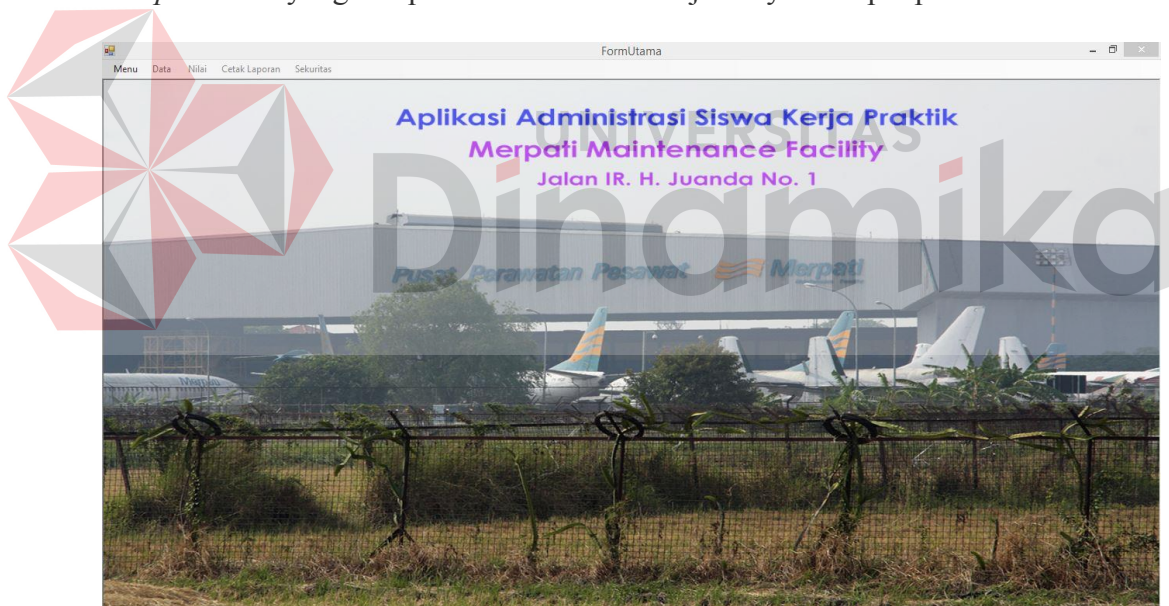 FormUtama
Menu Data Nilai Cetak Laporan Sekuritas
Aplikasi Administrasi Siswa Kerja Praktik
UNIVERSITAS
Merpati Maintenance Facility
Jalan IR. H. Juanda No. 1
Dinamika
Pusat Perawatan Pesawat Merpati
Merpati